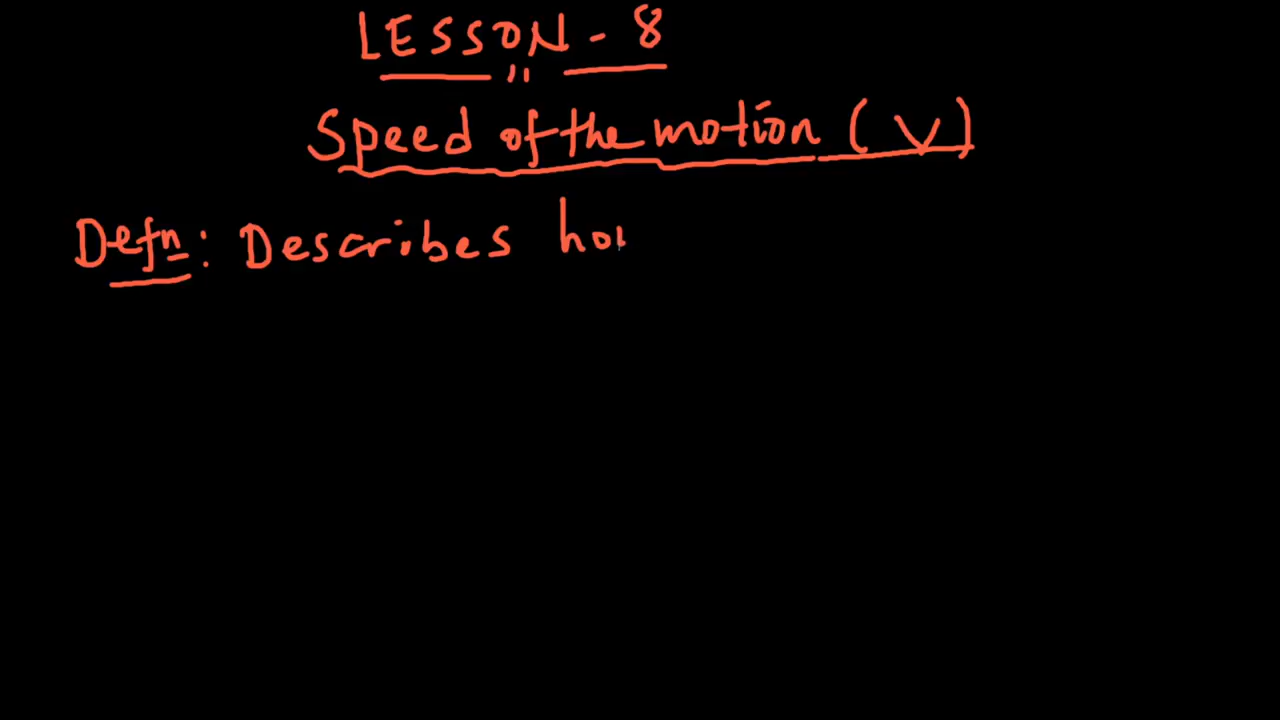 LESSON - 8
Speed of the motion (V)
Defn: Describes